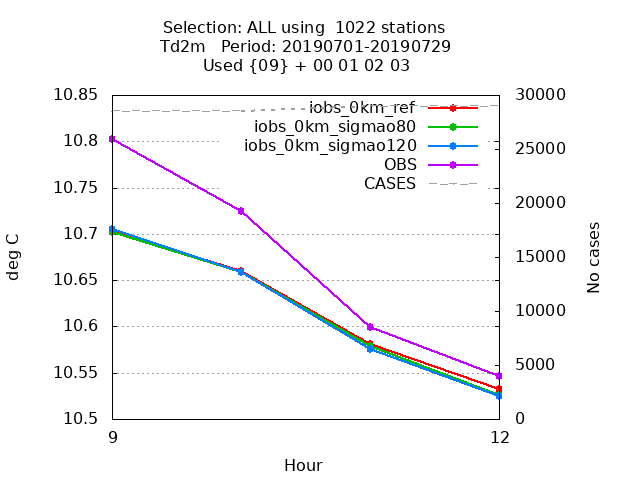 Selection: ALL using  1022 stations
Td2m   Period: 20190701-20190729
Used {09} + 00 01 02 03
10.85
10.8
10.75
10.7
10.65
10.6
10.55
10.5
30000
25000
20000
15000
10000
5000
0
iobs_0km_ref
iobs_0km_sigmao80
iobs_0km_sigmao120
OBS
CASES
deg C
No cases
9
12
Hour